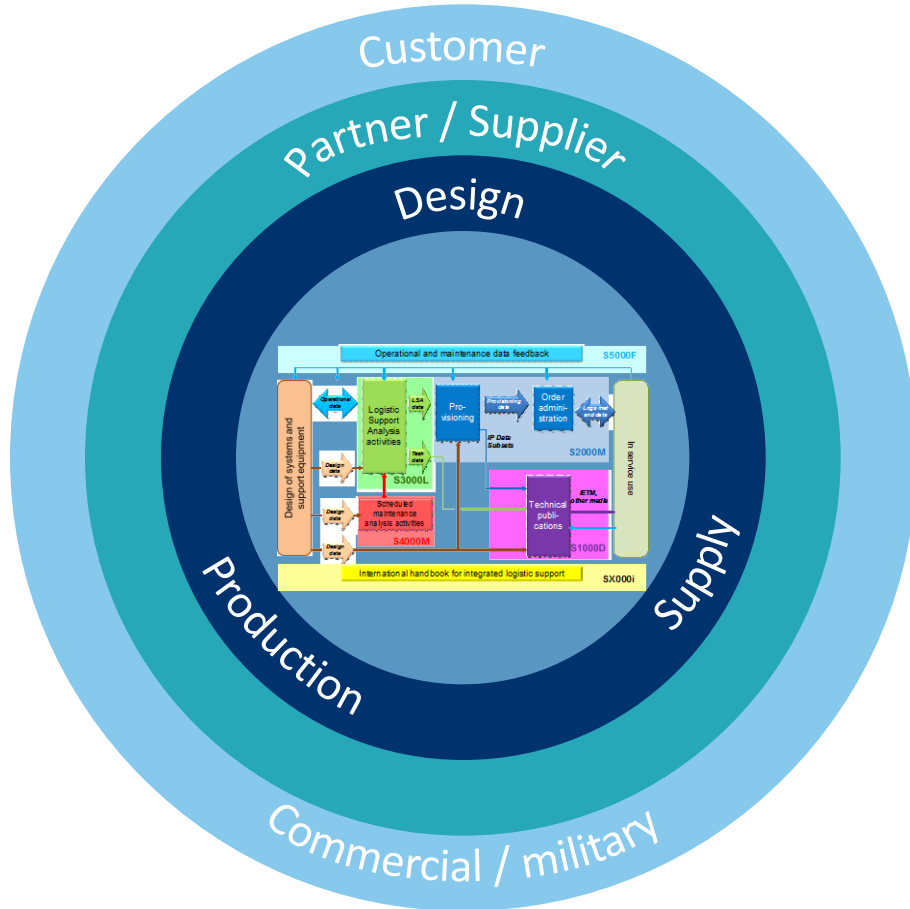 Customer
Partner / Supplier
Design
Operational and maintenance data feedback
S5000F
Design of systems and
support equipment
Operational
data
Logistic
Support
Analysis
activities
LSA
data
Pro-
visioning
Provisioning
data
Order
admini-
stration
In service use
IP Data
Subsets
S2000M
Design
data
Task
data
S3000L
Design
data
Scheduled maintenance
analysis activities
S4000M
Technical
publi-
cations
IETM,
other media
S1000D
Design
data
International handbook for integrated logistic support
SX000i
Production
Supply
Commercial / military